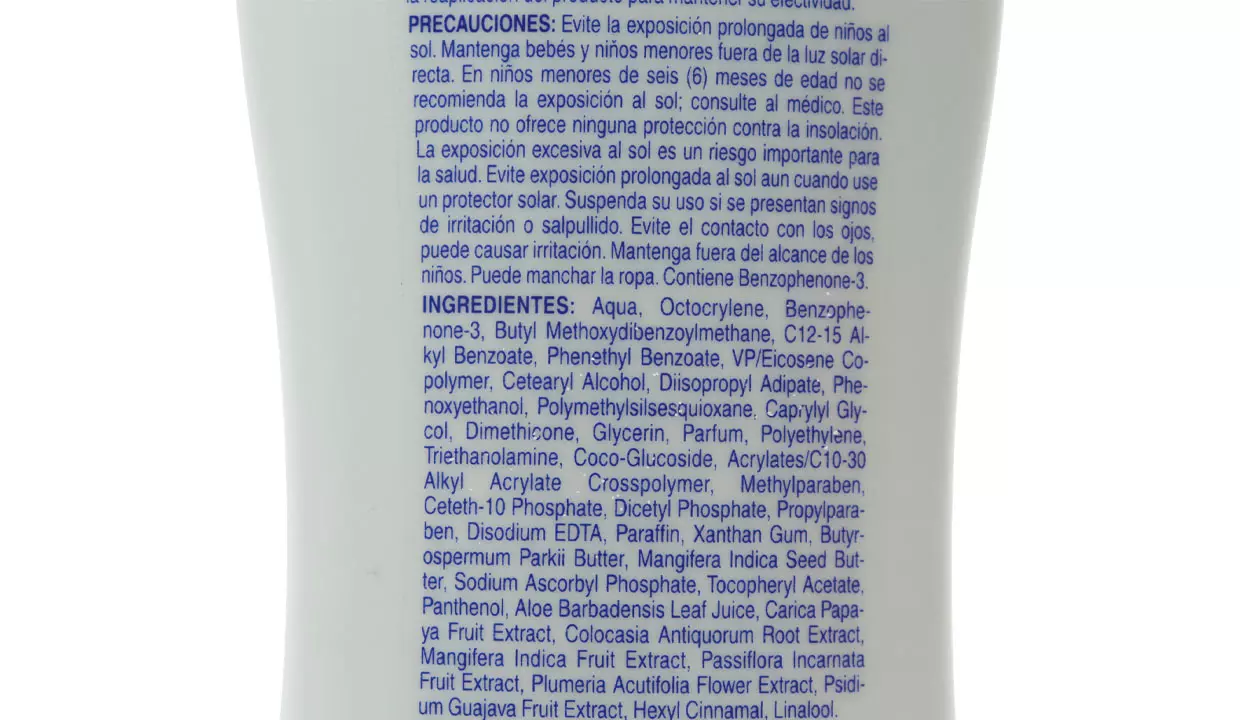 la reaplicación del producto para mantener su efectividad.
PRECAUCIONES: Evite la exposición prolongada de niños al
sol. Mantenga bebés y niños menores fuera de la luz solar di-
recta. En niños menores de seis (6) meses de edad no se
recomienda la exposición al sol; consulte al médico. Este
producto no ofrece ninguna protección contra la insolación.
La exposición excesiva al sol es un riesgo importante para
la salud. Evite exposición prolongada al sol aun cuando use
un protector solar. Suspenda su uso si se presentan signos
de irritación o salpullido. Evite el contacto con los ojos,
puede causar irritación. Mantenga fuera del alcance de los
niños. Puede manchar la ropa. Contiene Benzophenone-3.
INGREDIENTES: Aqua, Octocrylene, Benzophe-
none-3, Butyl Methoxydibenzoylmethane, C12-15 Al-
kyl Benzoate, Phenethyl Benzoate, VP/Eicosene Co-
polymer, Cetearyl Alcohol, Diisopropyl Adipate, Phe-
noxyethanol, Polymethylsilsesquioxane, Caprylyl Gly-
col, Dimethicone, Glycerin, Parfum, Polyethylene,
Triethanolamine, Coco-Glucoside, Acrylates/C10-30
Alkyl Acrylate Crosspolymer, Methylparaben,
Ceteth-10 Phosphate, Dicetyl Phosphate, Propylpara-
ben, Disodium EDTA, Paraffin, Xanthan Gum, Butyr-
ospermum Parkii Butter, Mangifera Indica Seed But-
ter, Sodium Ascorbyl Phosphate, Tocopheryl Acetate,
Panthenol, Aloe Barbadensis Leaf Juice, Carica Papa-
ya Fruit Extract, Colocasia Antiquorum Root Extract,
Mangifera Indica Fruit Extract, Passiflora Incarnata
Fruit Extract, Plumeria Acutifolia Flower Extract, Psidi-
um Guajava Fruit Extract, Hexyl Cinnamal, Linalool.